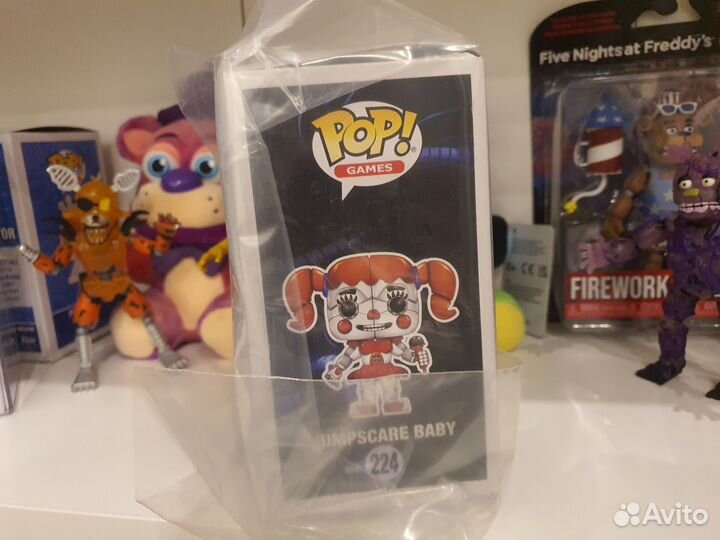 Five Nights at Freddy's
POP!
GAMES
FIREWORK
UMPSCARE BABY
224
Avito